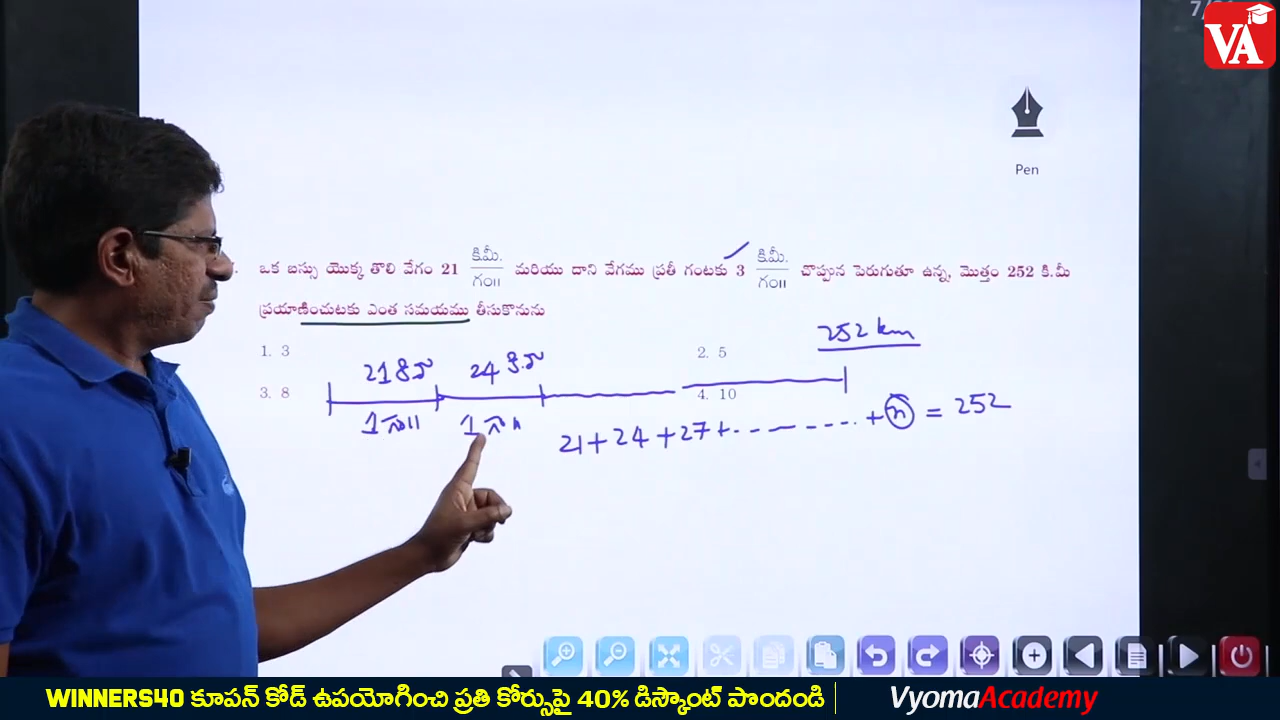 7/
VA
Pen
. ఒక బస్సు యొక్క తొలి వేగం 21 కి.మీ./గం॥ మరియు దాని వేగము ప్రతీ గంటకు 3 కి.మీ./గం॥ చొప్పున పెరుగుతూ ఉన్న, మొత్తం 252 కి.మీ
ప్రయాణించుటకు ఎంత సమయము తీసుకొనును
252 km
1. 3
2. 5
21 కి.మీ 24 కి.మీ
3. 8
4. 10
1 గం॥ 1 గం॥
21+24+27+--------+n = 252
WINNERS40 కూపన్ కోడ్ ఉపయోగించి ప్రతి కోర్సుపై 40% డిస్కౌంట్ పొందండి
VyomaAcademy